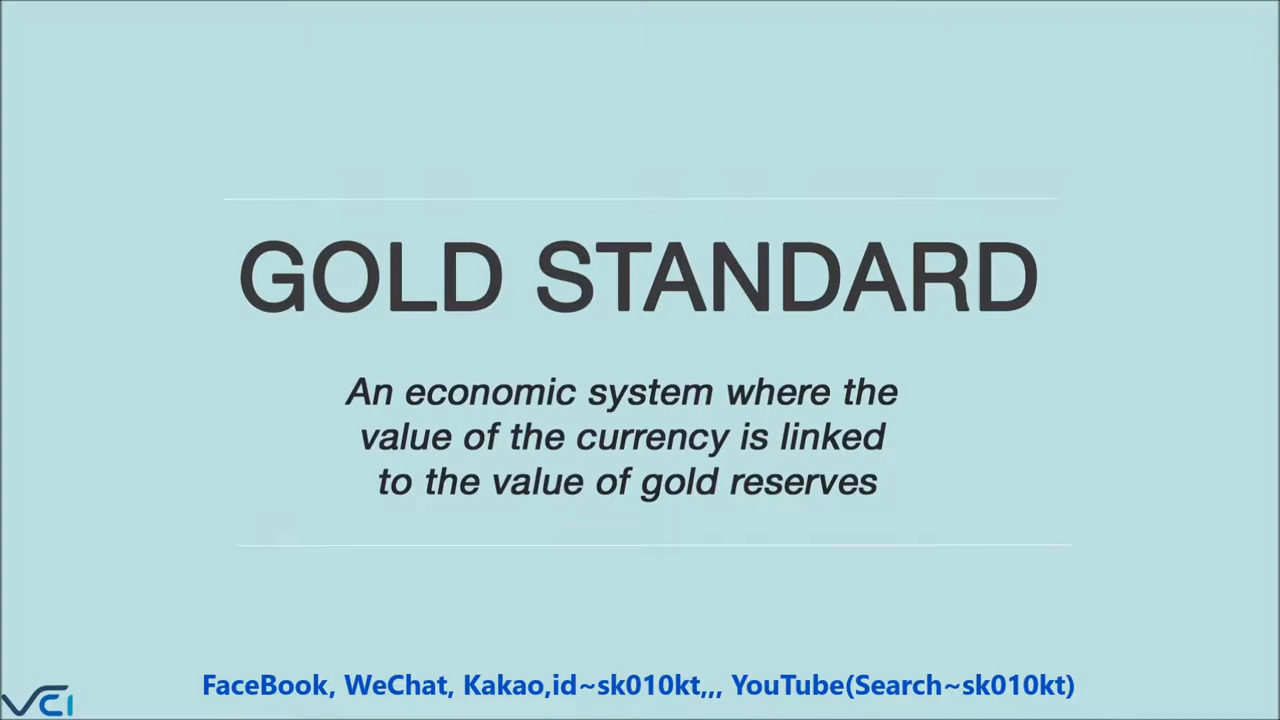 GOLD STANDARD
An economic system where the
value of the currency is linked
to the value of gold reserves
VCI
FaceBook, WeChat, Kakao,id~sk010kt,,, YouTube(Search~sk010kt)